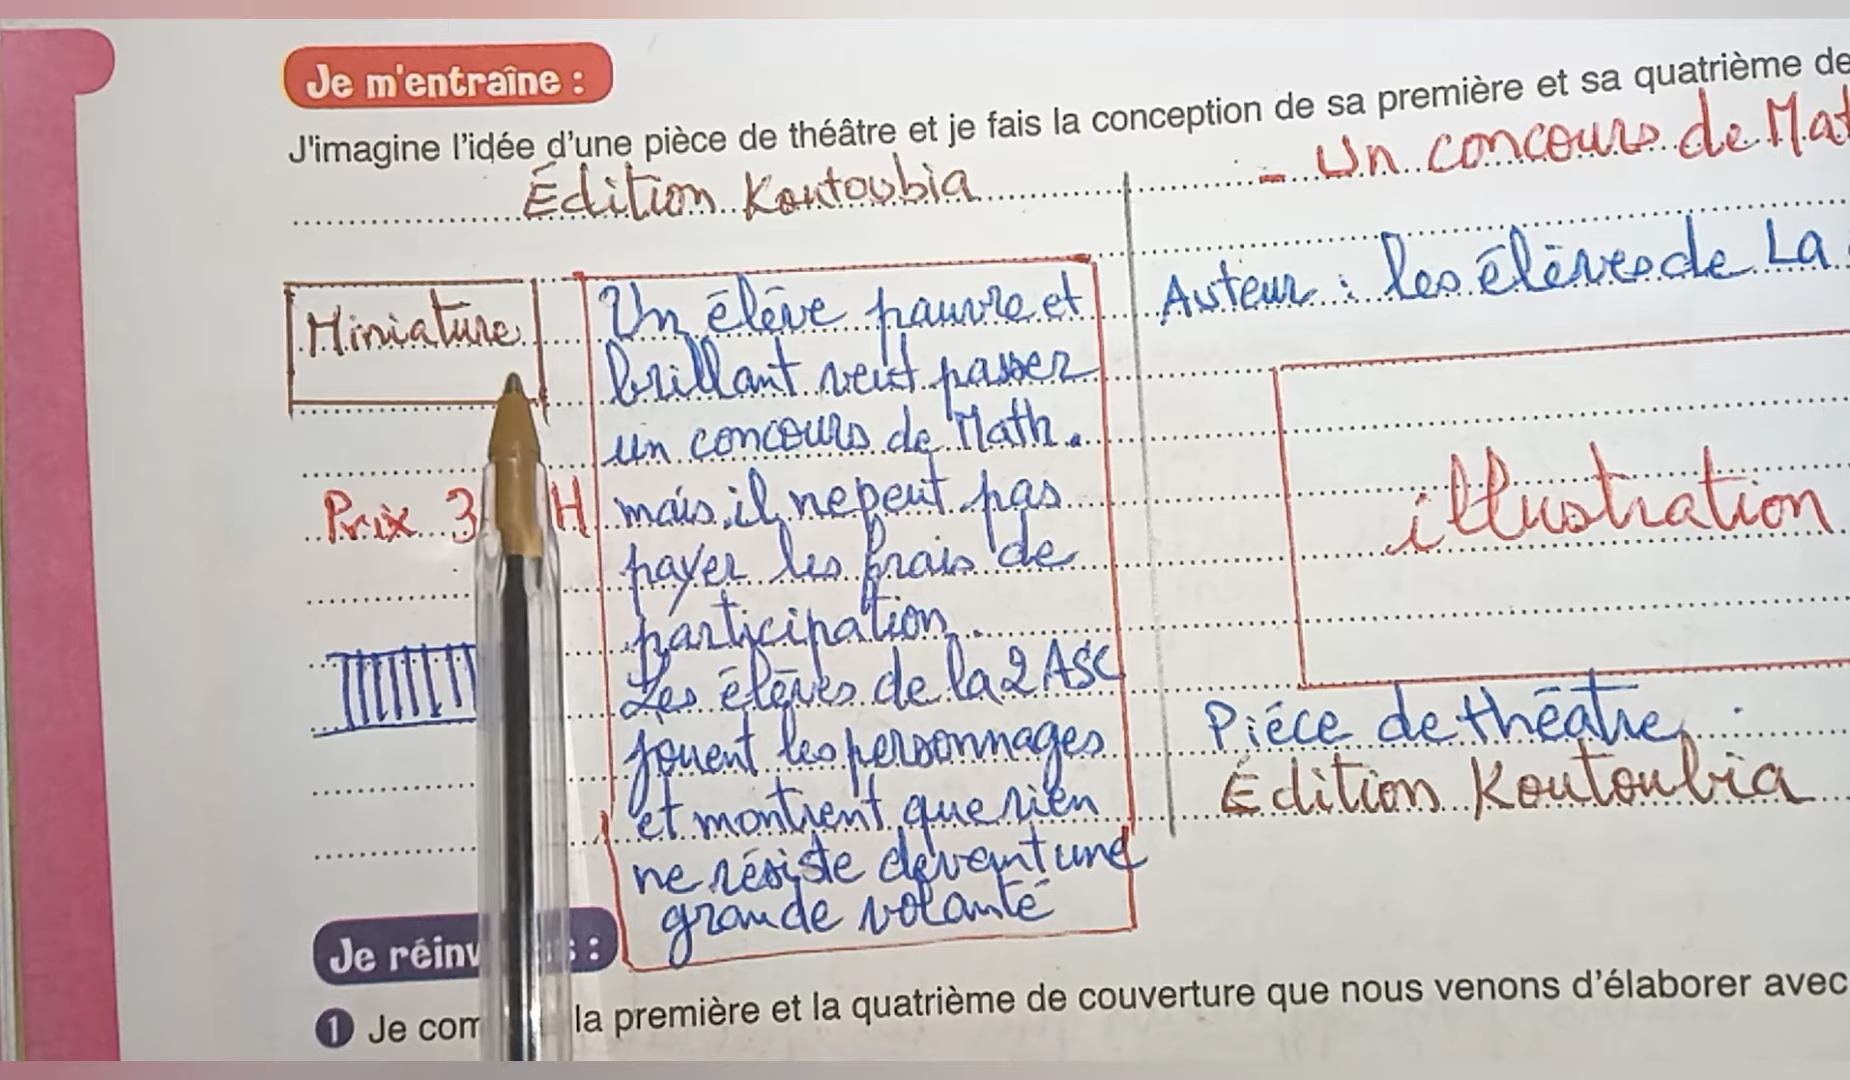 Je m'entraîne :
J'imagine l'idée d'une pièce de théâtre et je fais la conception de sa première et sa quatrième de
Édition Koutoubia
Miniature
Prix 3 H
Un élève pauvre et
brillant veut passer
un concours de Math.
mais il ne peut pas
payer les frais de
participation
Les élèves de la 2 ASC
jouent les personnages
et montrent que rien
ne résiste devant une
grande volanté
- Un concours de Mat
Auteur : les élèves de La
illustration
Piéce de théatre
Édition Koutoubia
Je réinv s :
1 Je com la première et la quatrième de couverture que nous venons d'élaborer avec